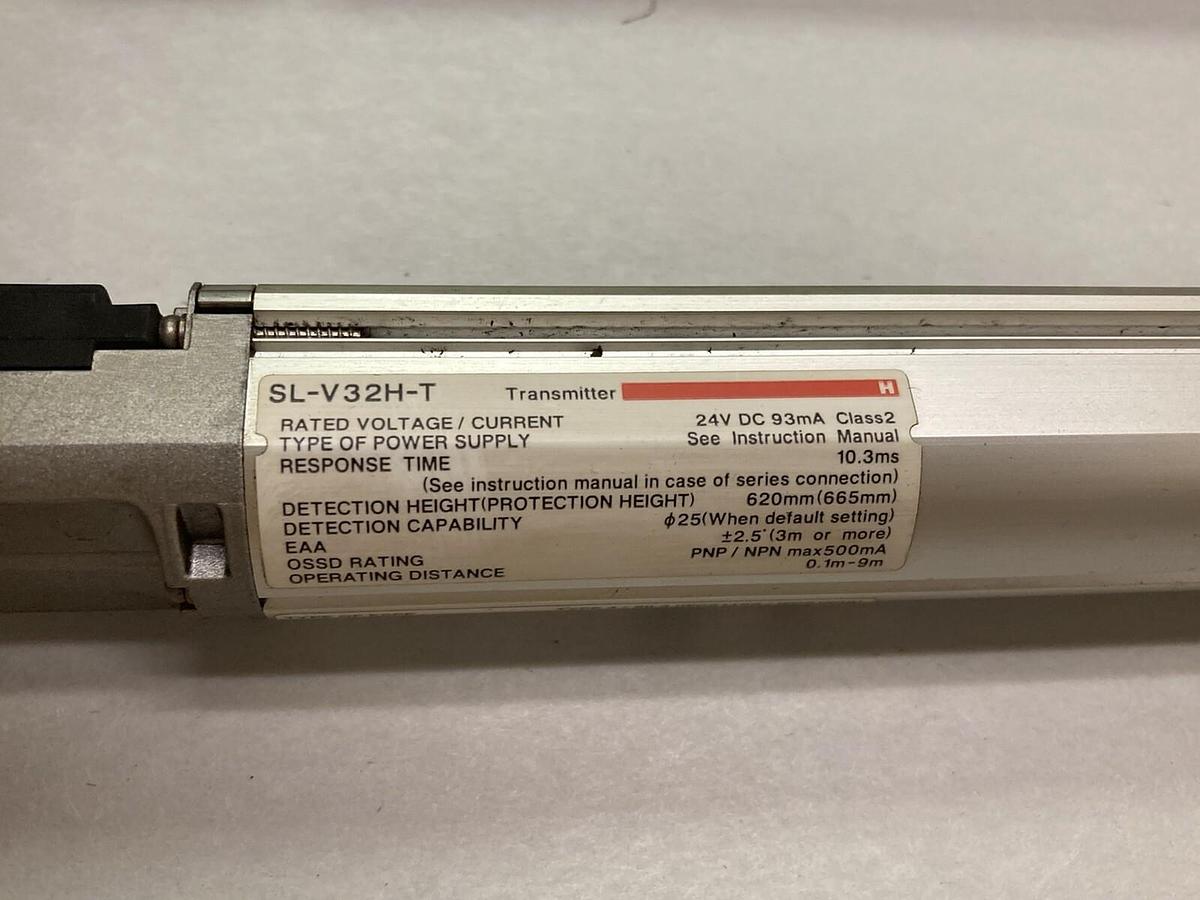 SL-V32H-T Transmitter H
RATED VOLTAGE / CURRENT 24V DC 93mA Class2
TYPE OF POWER SUPPLY See Instruction Manual
RESPONSE TIME 10.3ms
(See instruction manual in case of series connection)
DETECTION HEIGHT(PROTECTION HEIGHT) 620mm(665mm)
DETECTION CAPABILITY ϕ25(When default setting)
EAA ±2.5°(3m or more)
OSSD RATING PNP / NPN max500mA
OPERATING DISTANCE 0.1m-9m